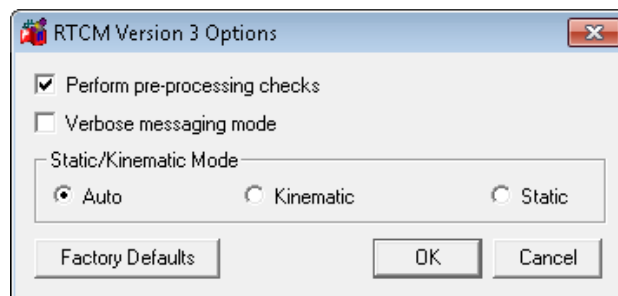 RTCM Version 3 Options
Perform pre-processing checks
Verbose messaging mode
Static/Kinematic Mode
Auto Kinematic Static
Factory Defaults OK Cancel